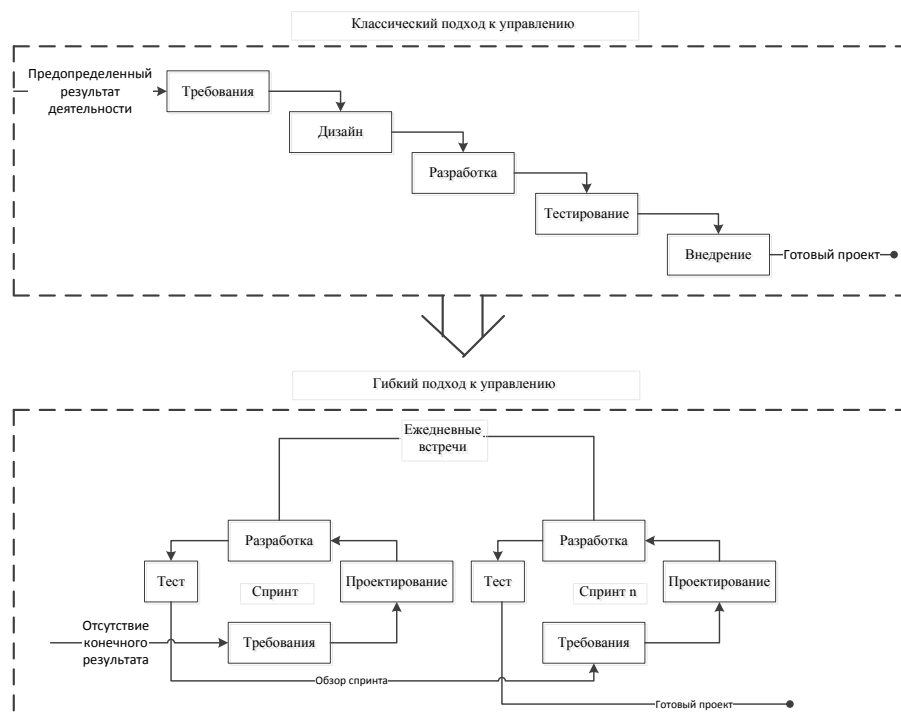 Классический подход к управлению
Предопределенный
результат
деятельности
Требования
Дизайн
Разработка
Тестирование
Внедрение
Готовый проект
Гибкий подход к управлению
Ежедневные
встречи
Разработка
Тест
Спринт
Проектирование
Отсутствие
конечного
результата
Требования
Обзор спринта
Разработка
Тест
Спринт n
Проектирование
Требования
Готовый проект